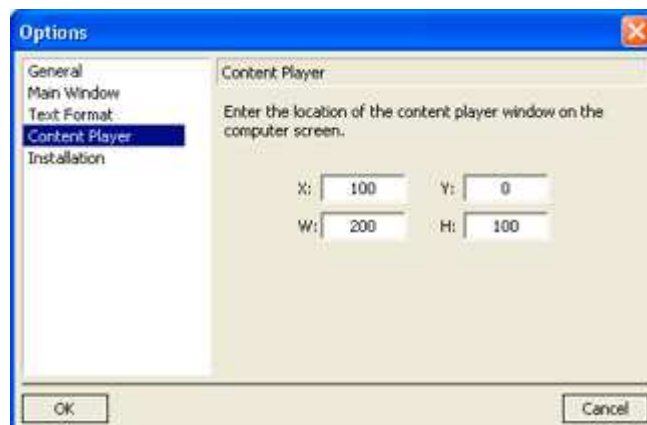 Options
General
Main Window
Text Format
Content Player
Installation
Content Player
Enter the location of the content player window on the
computer screen.
X: 100 Y: 0
W: 200 H: 100
OK Cancel